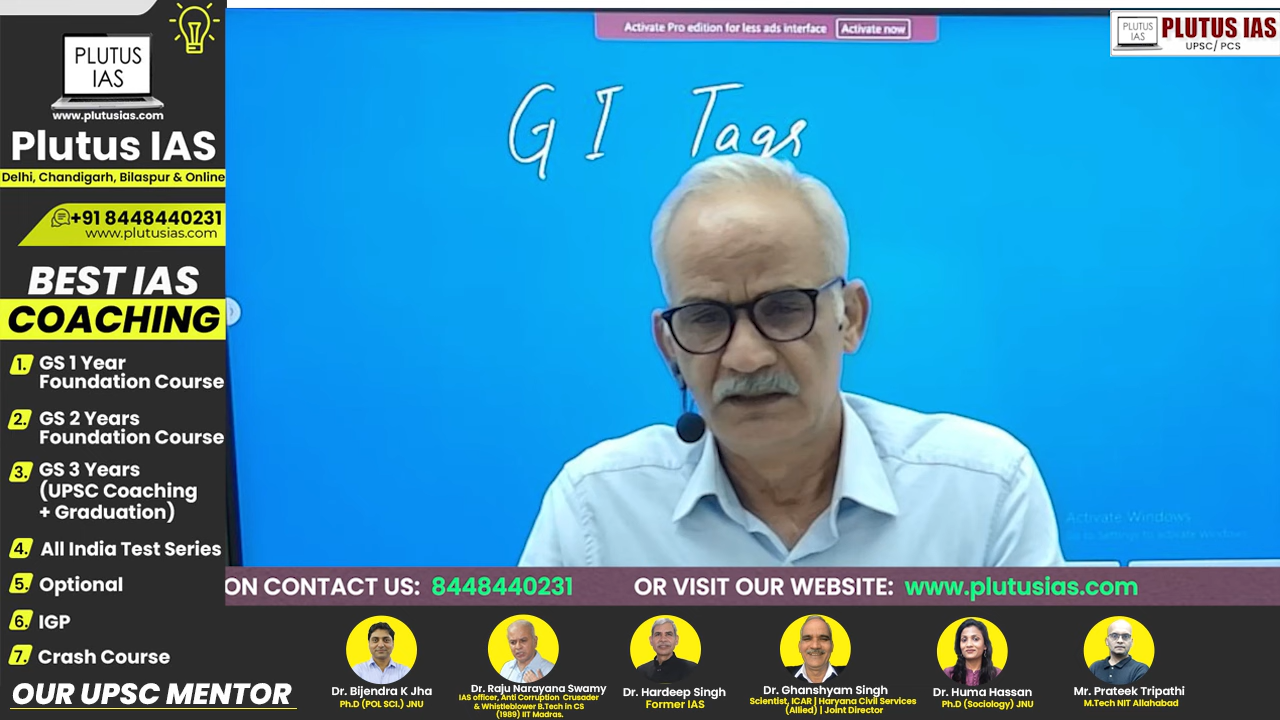 PLUTUS
IAS
www.plutusias.com
Plutus IAS
Delhi, Chandigarh, Bilaspur & Online
+91 8448440231
www.plutusias.com
BEST IAS
COACHING
1. GS 1 Year
Foundation Course
2. GS 2 Years
Foundation Course
3. GS 3 Years
(UPSC Coaching
+ Graduation)
4. All India Test Series
5. Optional
6. IGP
7. Crash Course
OUR UPSC MENTOR
Activate Pro edition for less ads interface Activate now
PLUTUS
IAS
PLUTUS IAS
UPSC/ PCS
GI Tags
Activate Windows
Go to Settings to activate Windows.
ON CONTACT US: 8448440231 OR VISIT OUR WEBSITE: www.plutusias.com
Dr. Bijendra K Jha
Ph.D (POL SCI.) JNU
Dr. Raju Narayana Swamy
IAS officer, Anti Corruption Crusader
& Whistleblower B.Tech in CS
(1989) IIT Madras.
Dr. Hardeep Singh
Former IAS
Dr. Ghanshyam Singh
Scientist, ICAR | Haryana Civil Services
(Allied) | Joint Director
Dr. Huma Hassan
Ph.D (Sociology) JNU
Mr. Prateek Tripathi
M.Tech NIT Allahabad